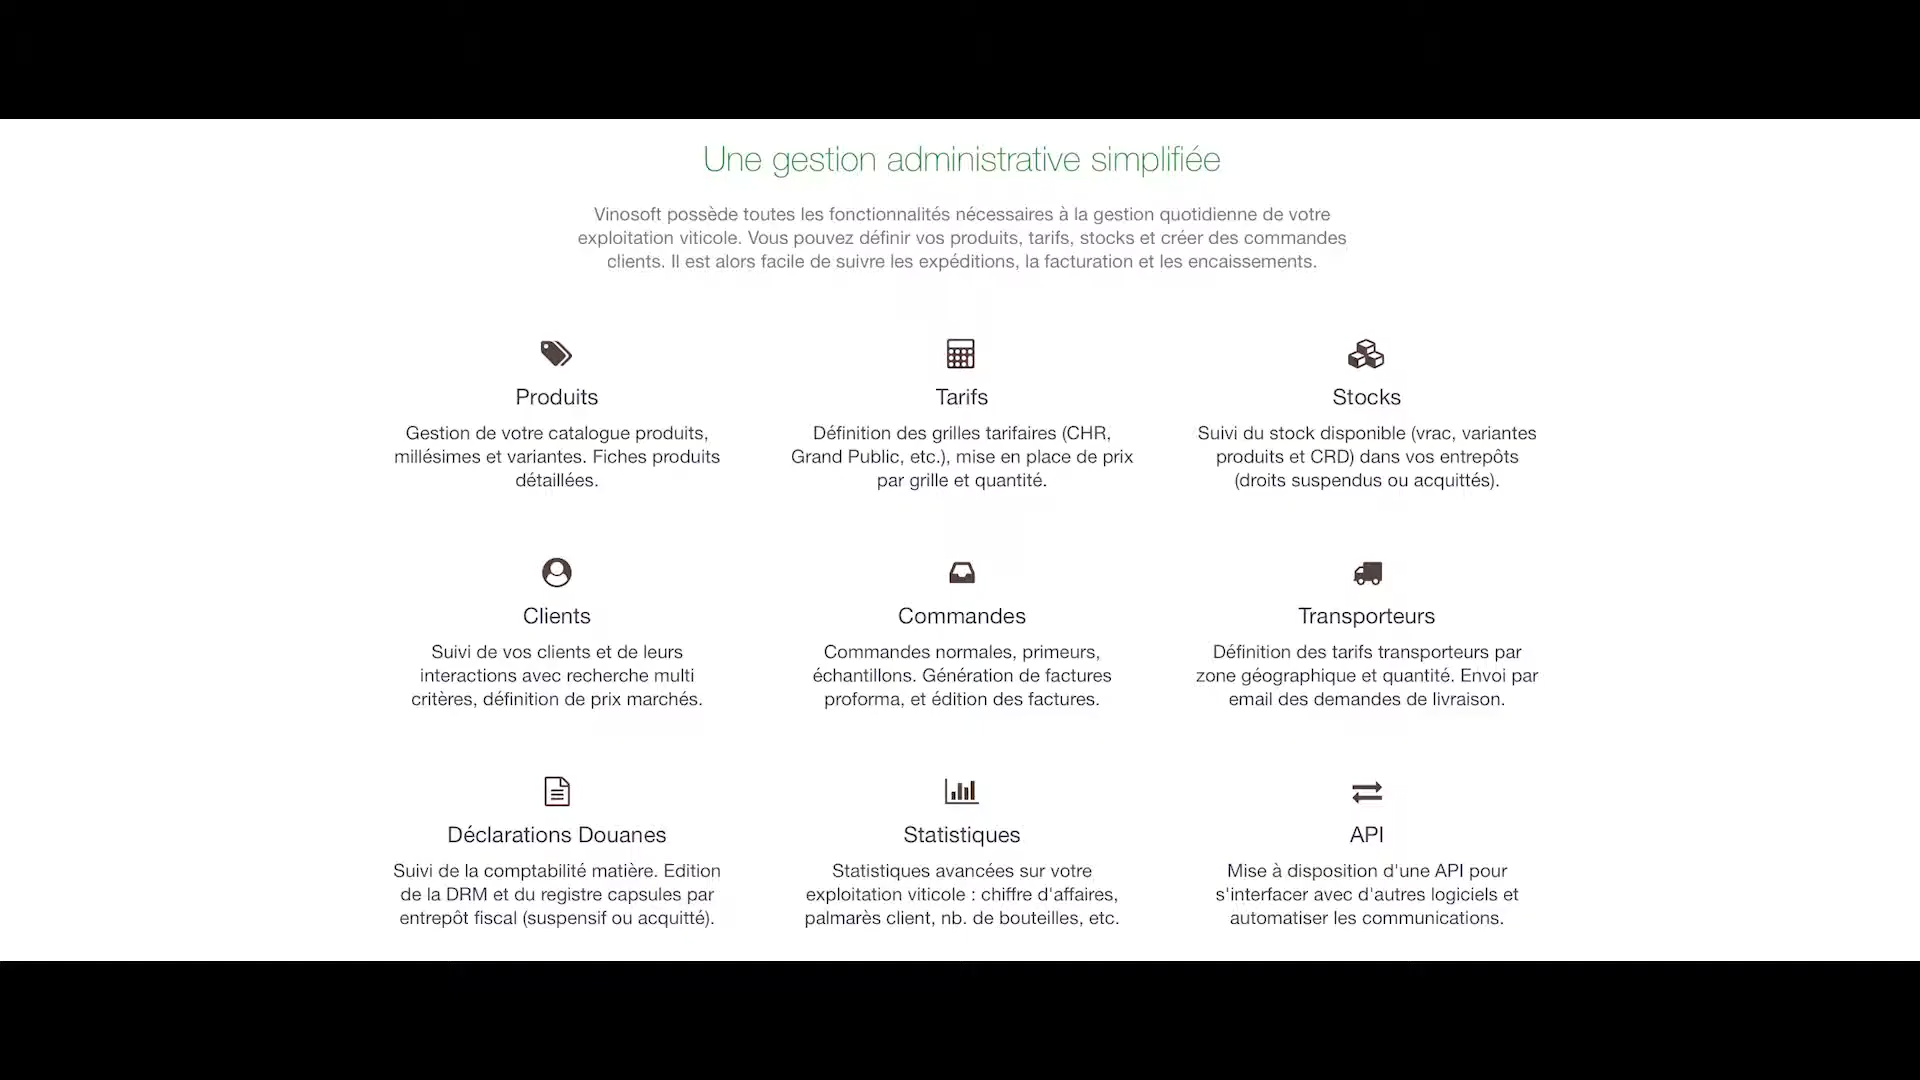 Une gestion administrative simplifiée
Vinosoft possède toutes les fonctionnalités nécessaires à la gestion quotidienne de votre
exploitation viticole. Vous pouvez définir vos produits, tarifs, stocks et créer des commandes
clients. Il est alors facile de suivre les expéditions, la facturation et les encaissements.
Produits
Gestion de votre catalogue produits,
millésimes et variantes. Fiches produits
détaillées.
Tarifs
Définition des grilles tarifaires (CHR,
Grand Public, etc.), mise en place de prix
par grille et quantité.
Stocks
Suivi du stock disponible (vrac, variantes
produits et CRD) dans vos entrepôts
(droits suspendus ou acquittés).
Clients
Suivi de vos clients et de leurs
interactions avec recherche multi
critères, définition de prix marchés.
Commandes
Commandes normales, primeurs,
échantillons. Génération de factures
proforma, et édition des factures.
Transporteurs
Définition des tarifs transporteurs par
zone géographique et quantité. Envoi par
email des demandes de livraison.
Déclarations Douanes
Suivi de la comptabilité matière. Edition
de la DRM et du registre capsules par
entrepôt fiscal (suspensif ou acquitté).
Statistiques
Statistiques avancées sur votre
exploitation viticole : chiffre d'affaires,
palmarès client, nb. de bouteilles, etc.
API
Mise à disposition d'une API pour
s'interfacer avec d'autres logiciels et
automatiser les communications.